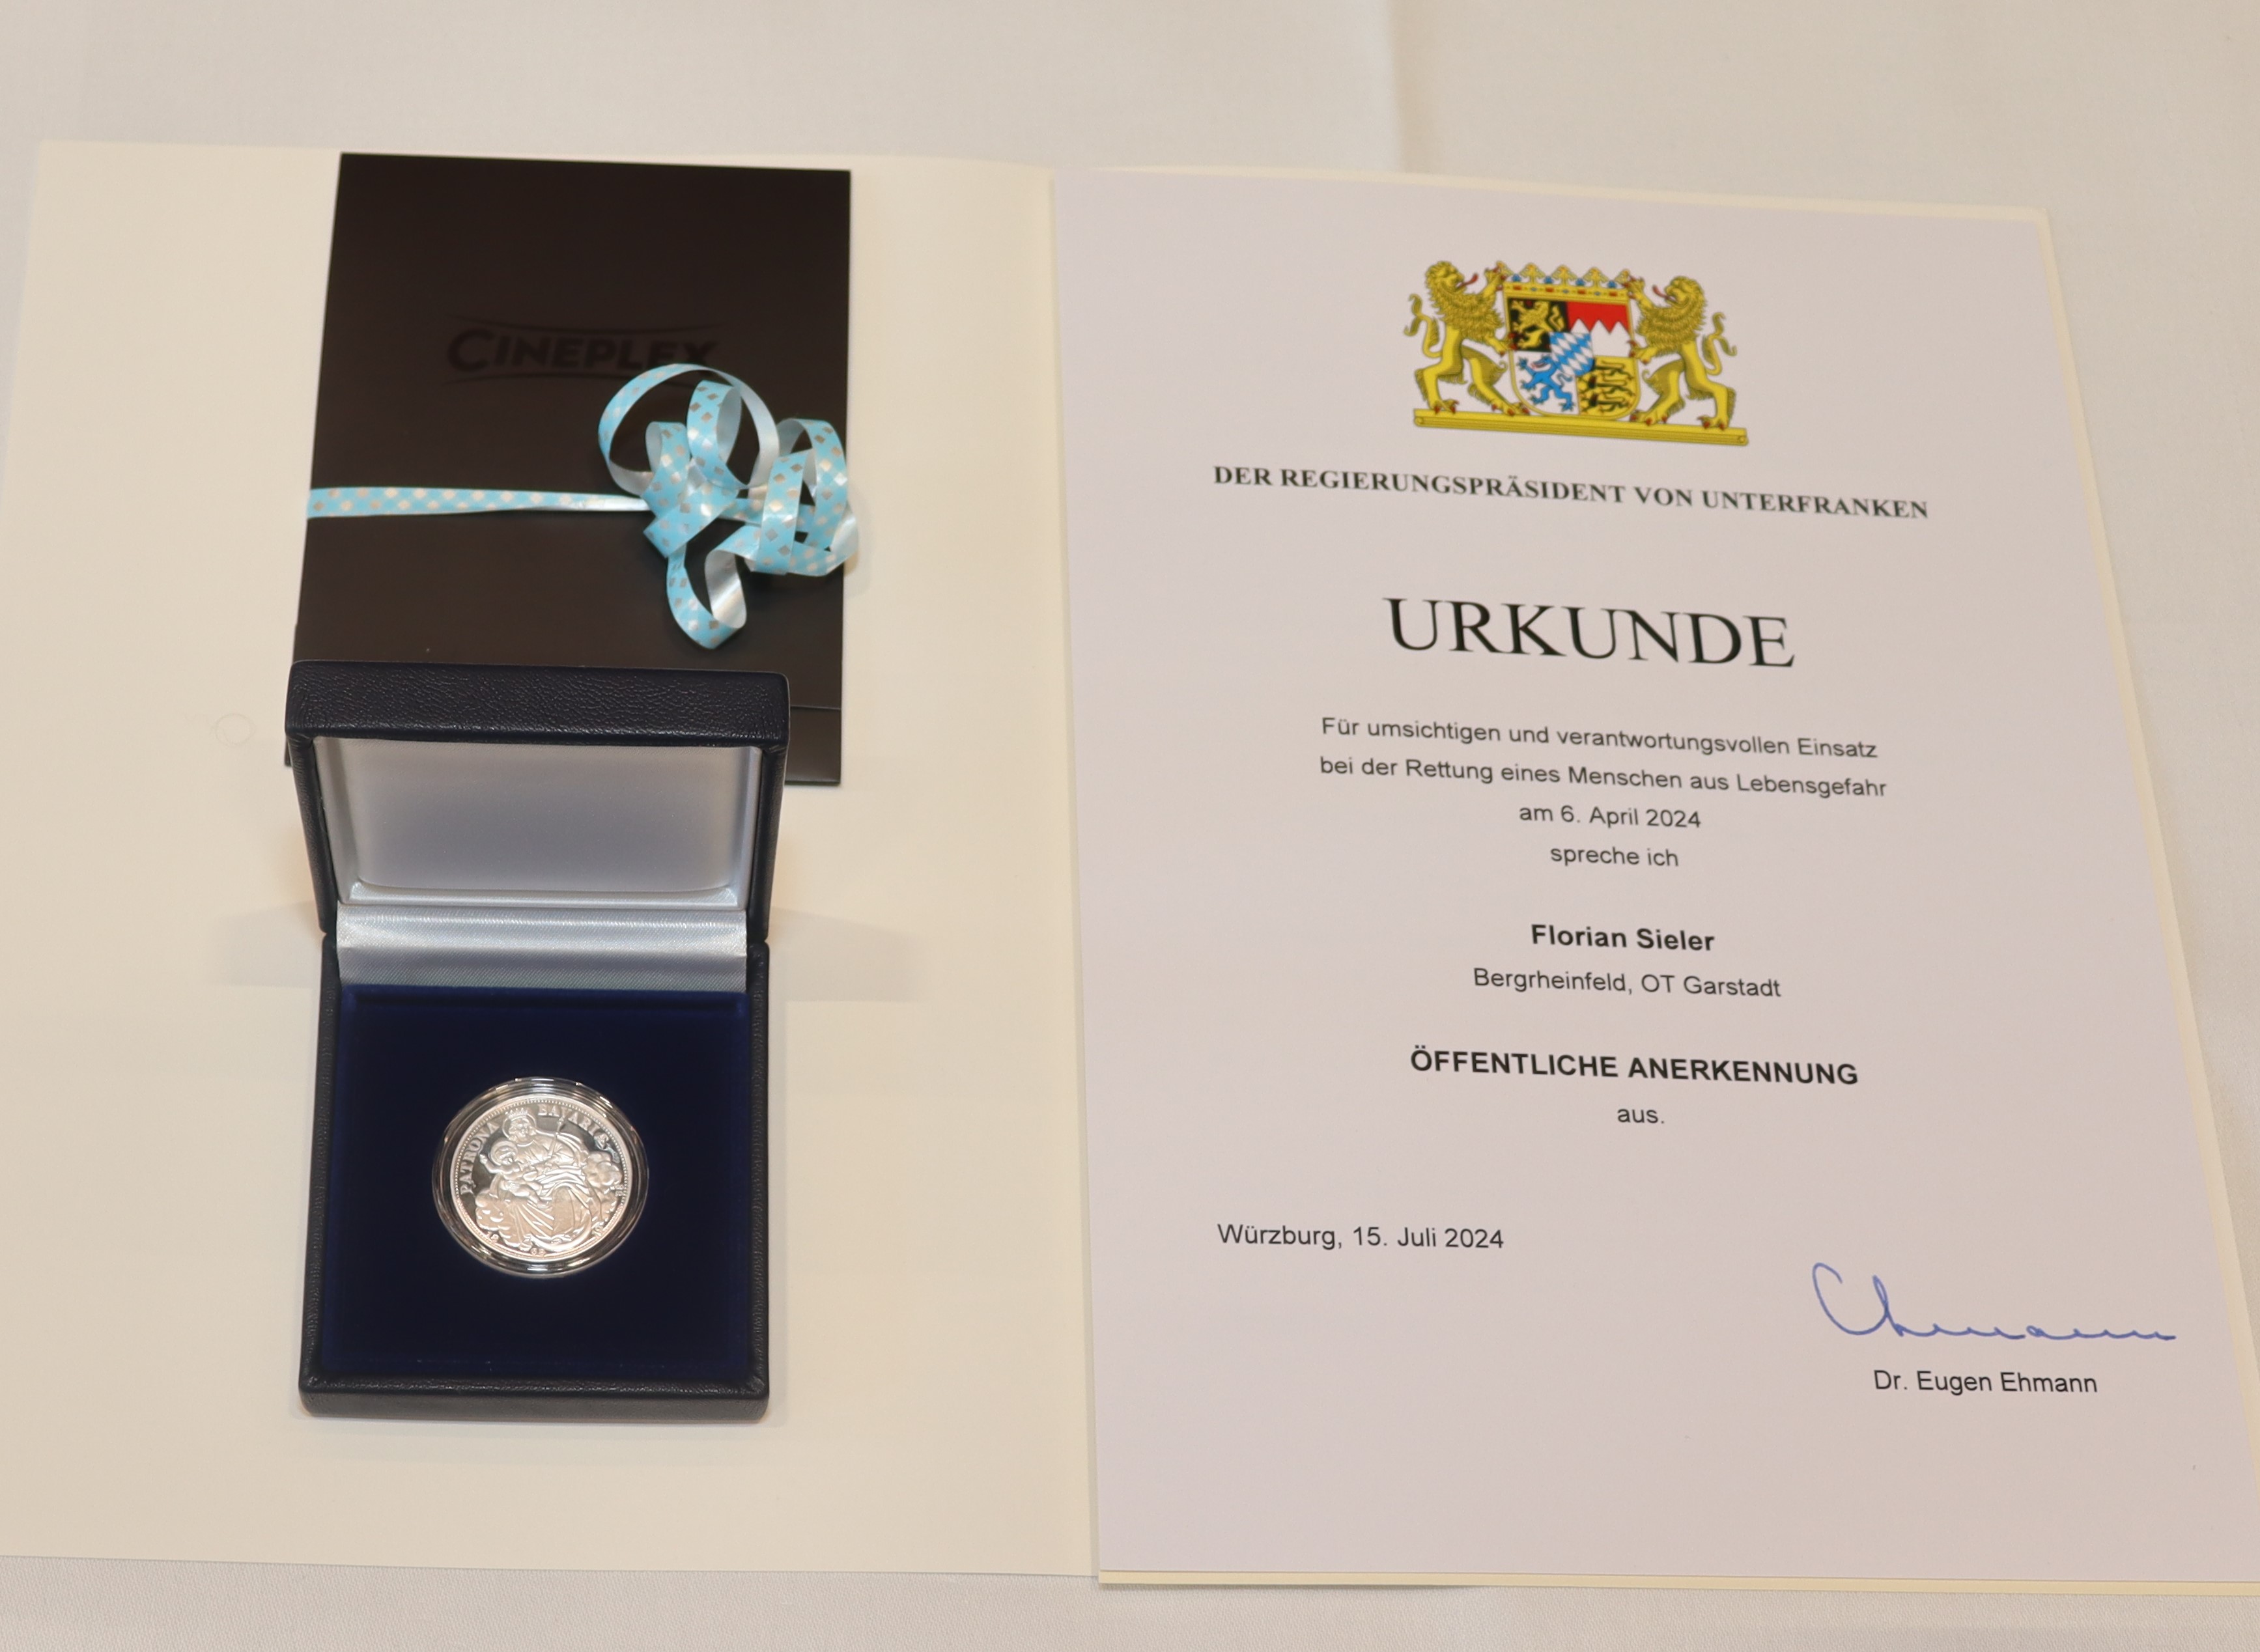 CINEPLEX
PATRONA BAVARIÆ
DER REGIERUNGSPRÄSIDENT VON UNTERFRANKEN
URKUNDE
Für umsichtigen und verantwortungsvollen Einsatz
bei der Rettung eines Menschen aus Lebensgefahr
am 6. April 2024
spreche ich
Florian Sieler
Bergrheinfeld, OT Garstadt
ÖFFENTLICHE ANERKENNUNG
aus.
Würzburg, 15. Juli 2024
Ehmann
Dr. Eugen Ehmann